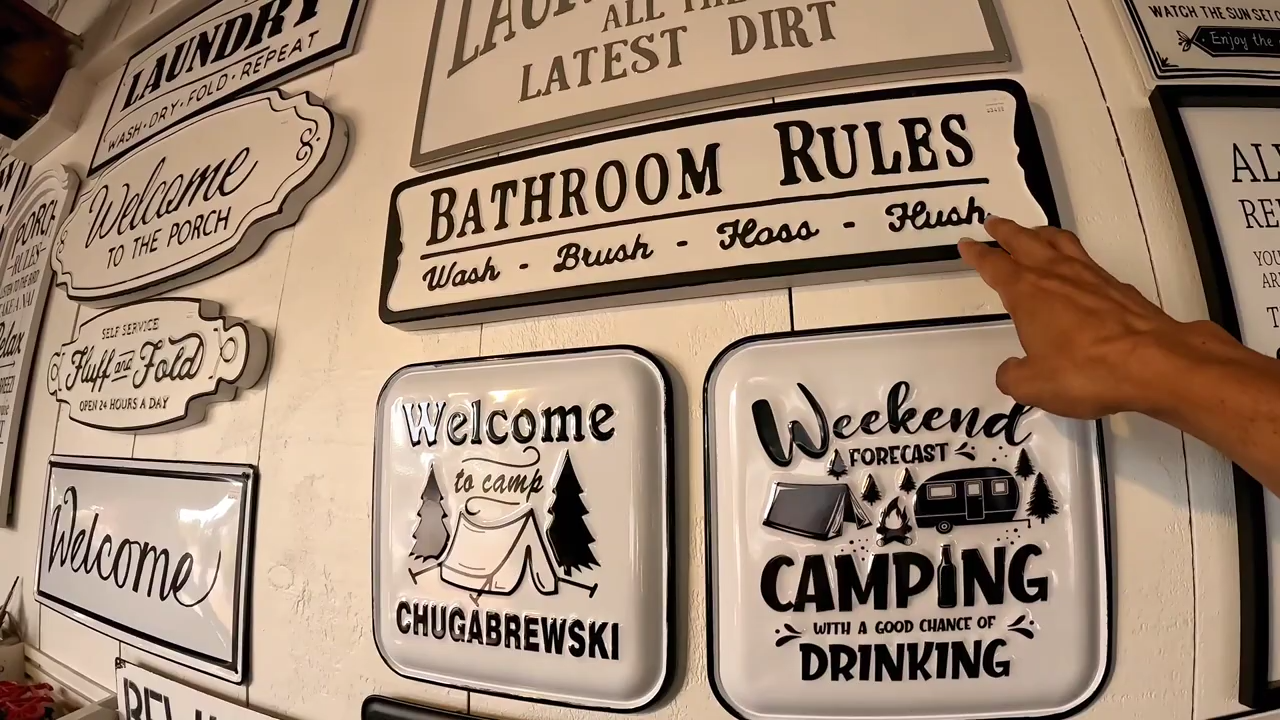 LAUNDRY
WASH · DRY · FOLD · REPEAT
Welcome
TO THE PORCH
SELF SERVICE
Fluff and Fold
OPEN 24 HOURS A DAY
Welcome
PORCH
RULES
Relax
ALL THE
LATEST DIRT
BATHROOM RULES
Wash - Brush - Floss - Flush
Welcome
to camp
CHUGABREWSKI
Weekend
FORECAST
CAMPING
WITH A GOOD CHANCE OF
DRINKING
WATCH THE SUN SET
Enjoy the